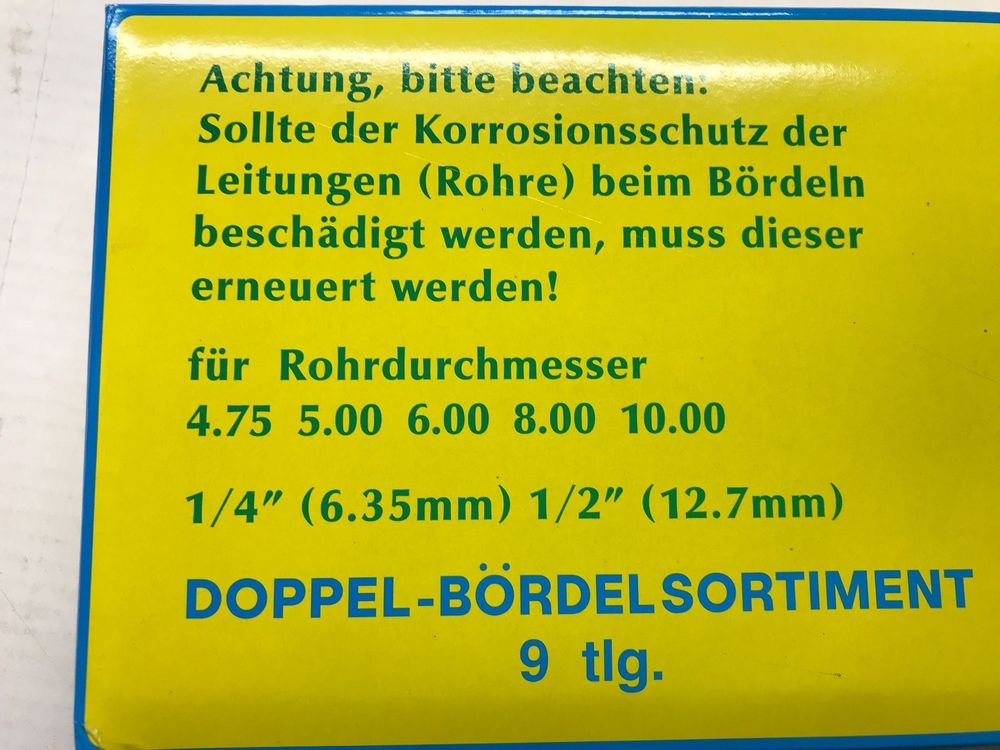 Achtung, bitte beachten:
Sollte der Korrosionsschutz der
Leitungen (Rohre) beim Bördeln
beschädigt werden, muss dieser
erneuert werden!
für Rohrdurchmesser
4.75 5.00 6.00 8.00 10.00
1/4″ (6.35mm) 1/2″ (12.7mm)
DOPPEL-BÖRDELSORTIMENT
9 tlg.